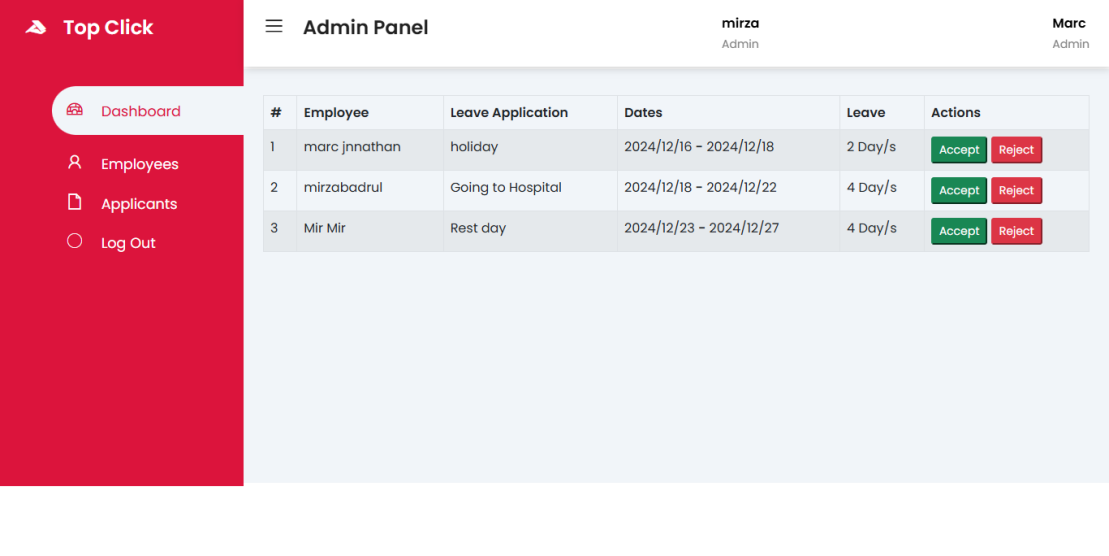 Top Click
Admin Panel
mirza
Admin
Marc
Admin
Dashboard
Employees
Applicants
Log Out
# Employee Leave Application Dates Leave Actions
1 marc jnnathan holiday 2024/12/16 - 2024/12/18 2 Day/s Accept Reject
2 mirzabadrul Going to Hospital 2024/12/18 - 2024/12/22 4 Day/s Accept Reject
3 Mir Mir Rest day 2024/12/23 - 2024/12/27 4 Day/s Accept Reject